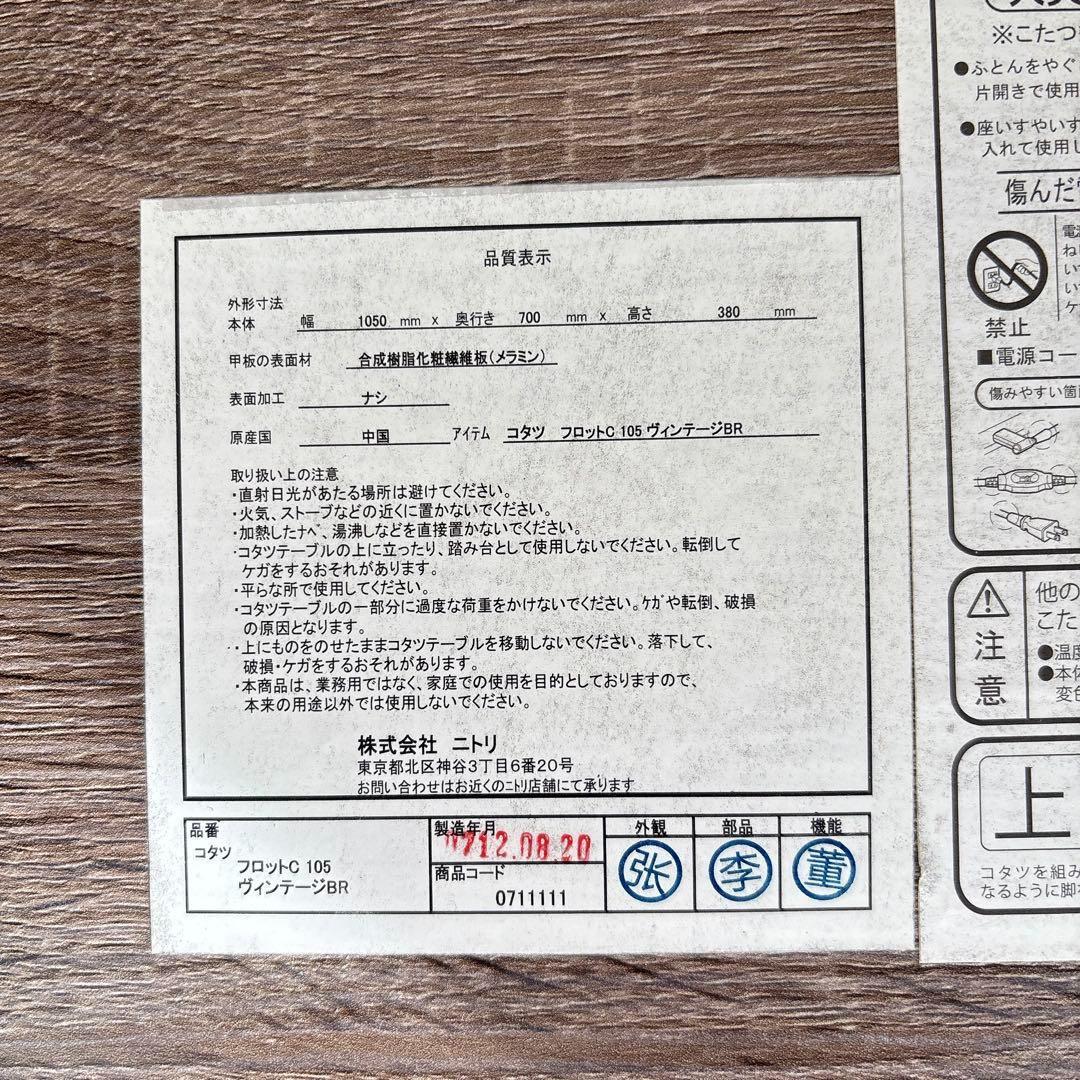 品質表示
外形寸法
本体 幅 1050 mm x 奥行き 700 mm x 高さ 380 mm
甲板の表面材 合成樹脂化粧繊維板(メラミン)
表面加工 ナシ
原産国 中国 アイテム コタツ フロットC 105 ヴィンテージBR
取り扱い上の注意
・直射日光があたる場所は避けてください。
・火気、ストーブなどの近くに置かないでください。
・加熱したナベ、湯沸しなどを直接置かないでください。
・コタツテーブルの上に立ったり、踏み台として使用しないでください。転倒して
ケガをするおそれがあります。
・平らな所で使用してください。
・コタツテーブルの一部分に過度な荷重をかけないでください。ケガや転倒、破損
の原因となります。
・上にものをのせたままコタツテーブルを移動しないでください。落下して、
破損・ケガをするおそれがあります。
・本商品は、業務用ではなく、家庭での使用を目的としておりますので、
本来の用途以外では使用しないでください。
株式会社 ニトリ
東京都北区神谷3丁目6番20号
お問い合わせはお近くのニトリ店舗にて承ります
品番
コタツ
フロットC 105
ヴィンテージBR
製造年月
712.08 20
商品コード
0711111
外観 部品 機能
张 李 董
※こたつ
●ふとんをやぐ
片開きで使用
●座いすやいす
入れて使用し
傷んだ
電源
ね
い
い
ケ
禁止
■電源コー
傷みやすい箇所
注意
他の
こた
●温度
●本体
変色
上
コタツを組み
なるように脚を